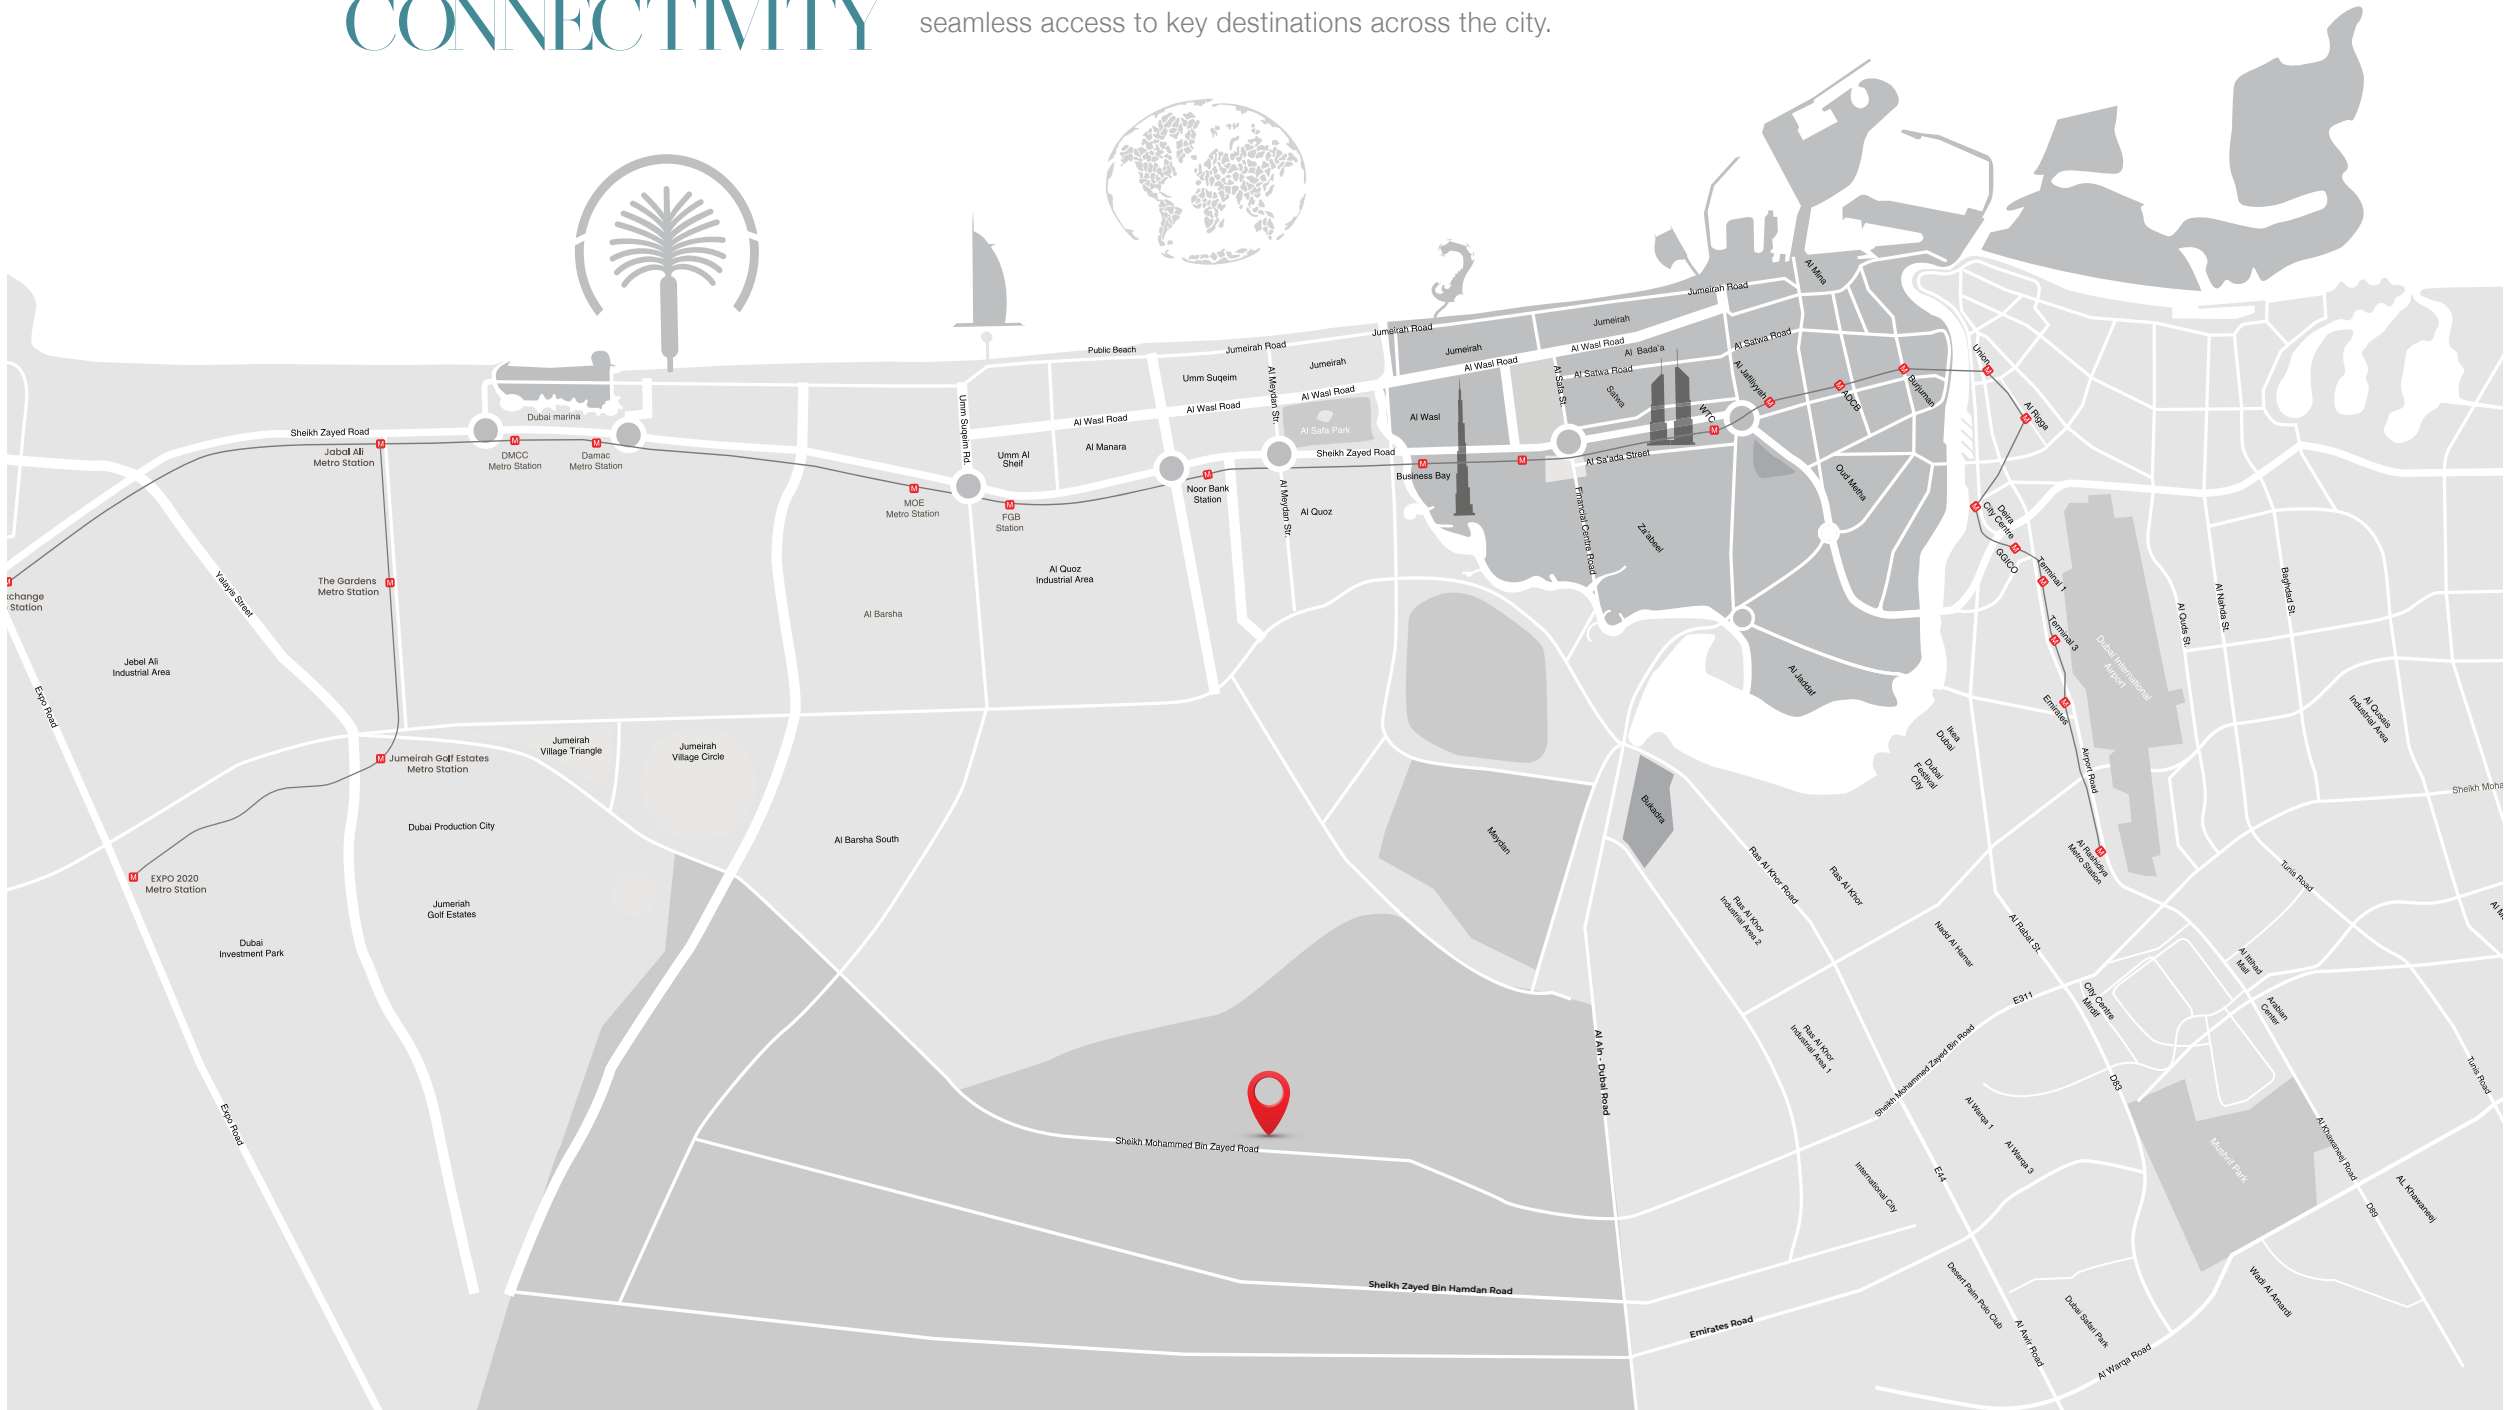 CONNECTIVITY
seamless access to key destinations across the city.
Al Mina
Jumeirah Road
Jumeirah
Jumeirah Road
Al Satwa Road
Jumeirah Road
Public Beach
Jumeirah
Jumeirah
Al Wasl Road
Al Bada'a
Al Wasl Road
Al Satwa Road
Al Jafiliyyah
Umm Suqeim
Al Meydan Str.
Al Wasl Road
Al Safa St.
Satwa
WTC
ADCB
Burjuman
Union
Al Rigga
Al Wasl Road
Al Wasl Road
Al Wasl
Al Safa Park
Dubai marina
Sheikh Zayed Road
Umm Suqeim Rd.
Al Manara
Umm Al
Sheif
Sheikh Zayed Road
Al Sa'ada Street
Business Bay
Jabal Ali
Metro Station
DMCC
Metro Station
Damac
Metro Station
MOE
Metro Station
FGB
Station
Noor Bank
Station
Al Meydan Str.
Al Quoz
Financial Centre Road
Za'abeel
Oud Metha
Deira
City Centre
GGICO
Terminal 1
Terminal 3
Emirates
Dubai International
Airport
Al Quds St.
Al Nahda St.
Baghdad St.
xchange
Station
The Gardens
Metro Station
Yalayis Street
Al Barsha
Al Quoz
Industrial Area
Jebel Ali
Industrial Area
Expo Road
Al Jaddaf
Ikea
Dubai
Dubai
Festival
City
Airport Road
Al Qusais
Industrial Area
Sheikh Moha
Jumeirah
Village Triangle
Jumeirah
Village Circle
Jumeirah Golf Estates
Metro Station
Dubai Production City
Al Barsha South
Meydan
Bukadra
Ras Al Khor Road
Ras Al Khor
Al Rashidiya
Metro Station
Tunis Road
EXPO 2020
Metro Station
Jumeriah
Golf Estates
Dubai
Investment Park
Ras Al Khor
Industrial Area 2
Nadd Al Hamar
Al Rabat St.
Al Ittihad
Mall
E311
City Centre
Mirdif
Arabian
Center
Ras Al Khor
Industrial Area 1
Sheikh Mohammed Zayed Bin Road
Al Ain - Dubai Road
D83
Tunis Road
Expo Road
Sheikh Mohammed Bin Zayed Road
Al Warqa 1
Al Warqa 3
Mushrif Park
Al Khawaneej Road
AL Khawaneej
D89
International City
E44
Sheikh Zayed Bin Hamdan Road
Emirates Road
Desert Palm Polo Club
Al Awir Road
Dubai Safari Park
Al Warqa Road
Wadi Al Amardi